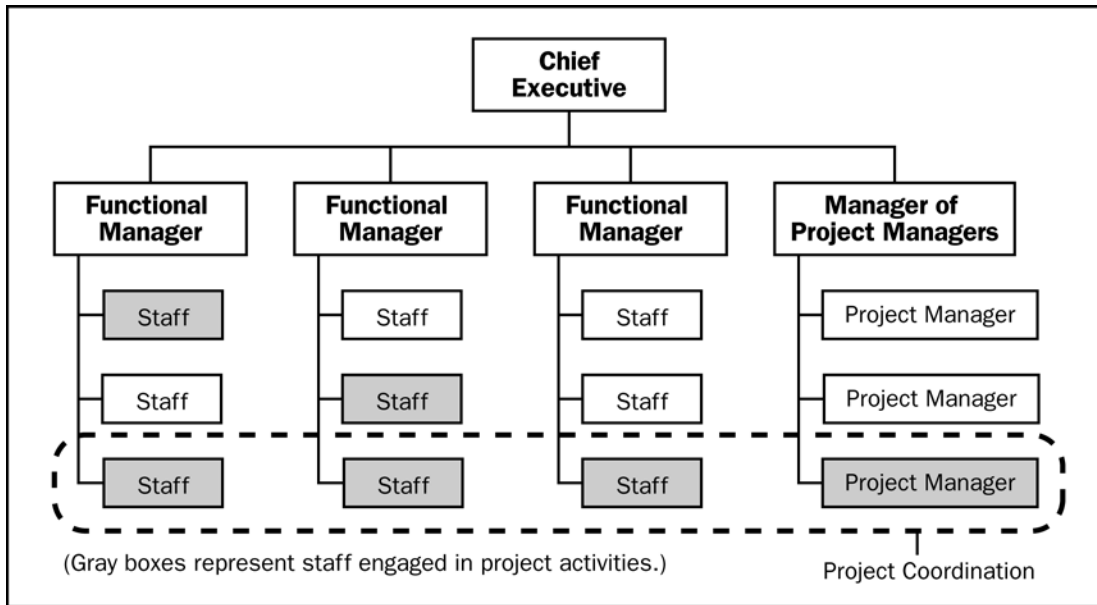 Chief
Executive
Functional
Manager
Functional
Manager
Functional
Manager
Manager of
Project Managers
Staff
Staff
Staff
Project Manager
Staff
Staff
Staff
Project Manager
Staff
Staff
Staff
Project Manager
(Gray boxes represent staff engaged in project activities.)
Project Coordination